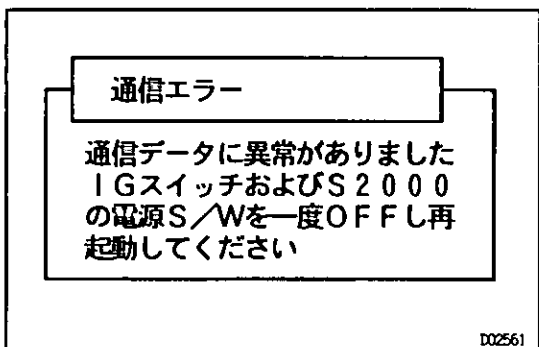 通信エラー
通信データに異常がありました
IGスイッチおよびS2000
の電源S/Wを一度OFFし再
起動してください
D02561